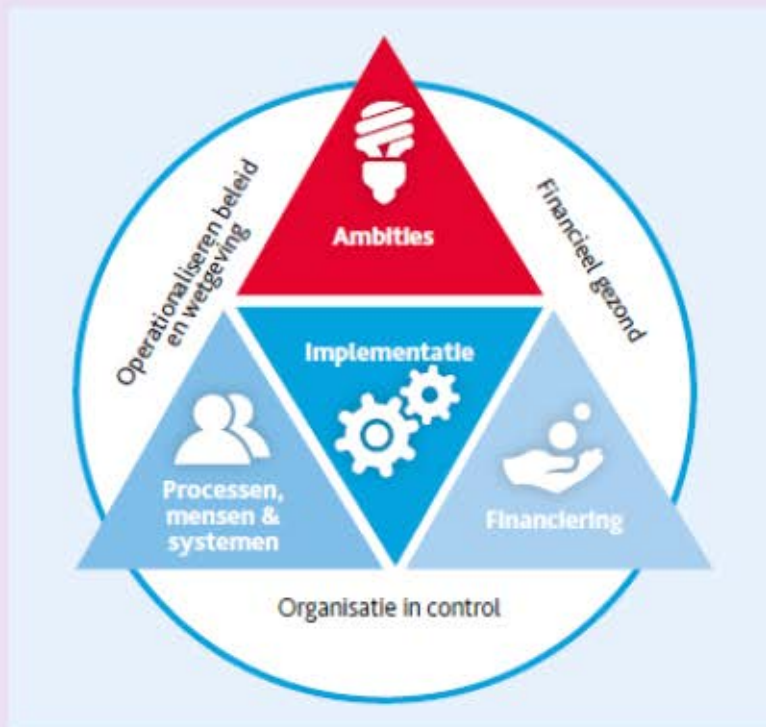 Ambities
Operationaliseren beleid
en wetgeving
Financieel gezond
Implementatie
Processen,
mensen &
systemen
Financiering
Organisatie in control